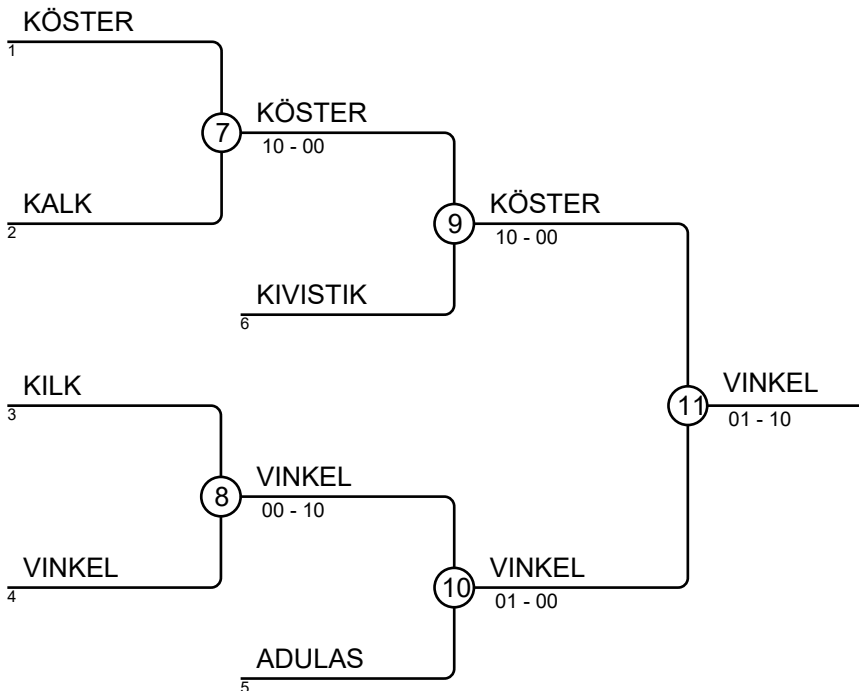 KÖSTER
1
KÖSTER
7
10 - 00
KALK
2
KÖSTER
9
10 - 00
KIVISTIK
6
KILK
3
VINKEL
11
01 - 10
VINKEL
8
00 - 10
VINKEL
4
VINKEL
10
01 - 00
ADULAS
5